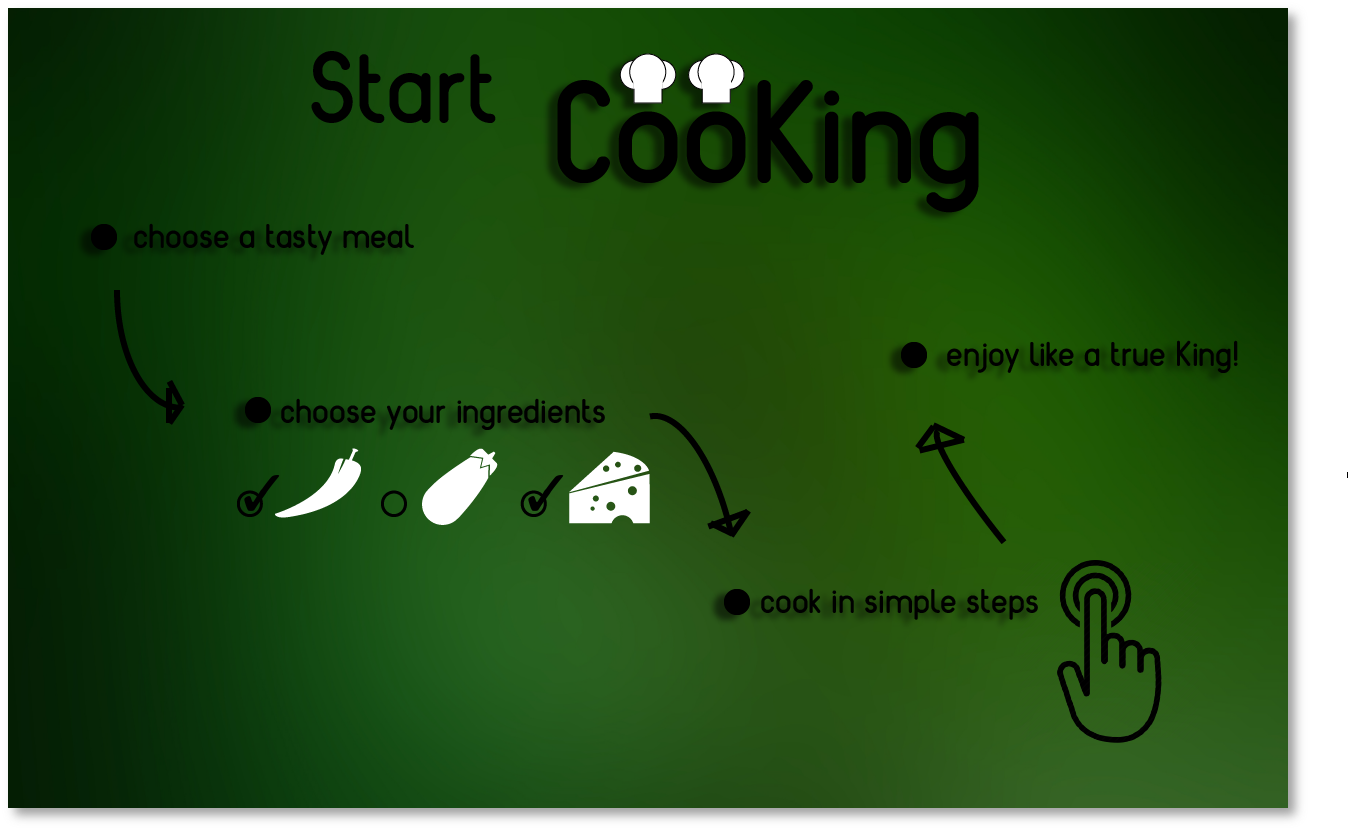 Start CooKing
choose a tasty meal
enjoy like a true King!
choose your ingredients
cook in simple steps